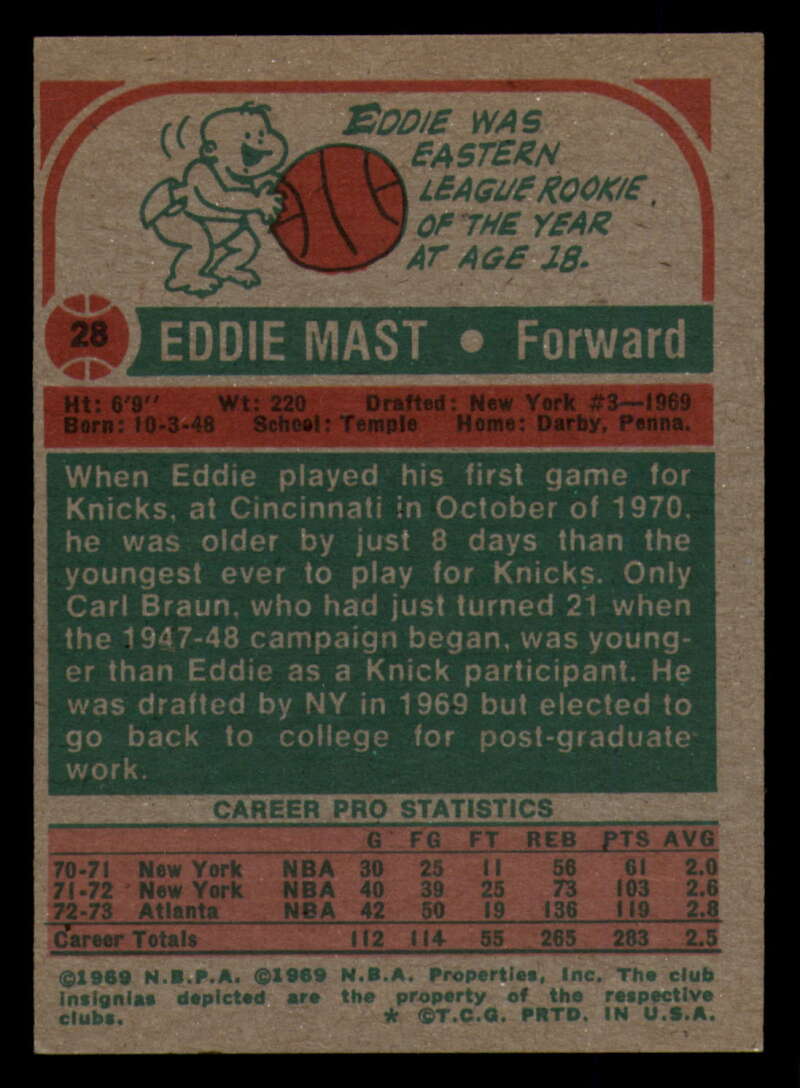 EDDIE WAS
EASTERN
LEAGUE ROOKIE
OF THE YEAR
AT AGE 18.
28
EDDIE MAST • Forward
Ht: 6'9" Wt: 220 Drafted: New York #3—1969
Born: 10-3-48 School: Temple Home: Darby, Penna.
When Eddie played his first game for
Knicks, at Cincinnati in October of 1970,
he was older by just 8 days than the
youngest ever to play for Knicks. Only
Carl Braun, who had just turned 21 when
the 1947-48 campaign began, was young-
er than Eddie as a Knick participant. He
was drafted by NY in 1969 but elected to
go back to college for post-graduate
work.
CAREER PRO STATISTICS
G FG FT REB PTS AVG
70-71 New York NBA 30 25 11 56 61 2.0
71-72 New York NBA 40 39 25 73 103 2.6
72-73 Atlanta NBA 42 50 19 136 119 2.8
Career Totals 112 114 55 265 283 2.5
©1969 N.B.P.A. ©1969 N.B.A. Properties, Inc. The club
insignias depicted are the property of the respective
clubs. * ©T.C.G. PRTD. IN U.S.A.